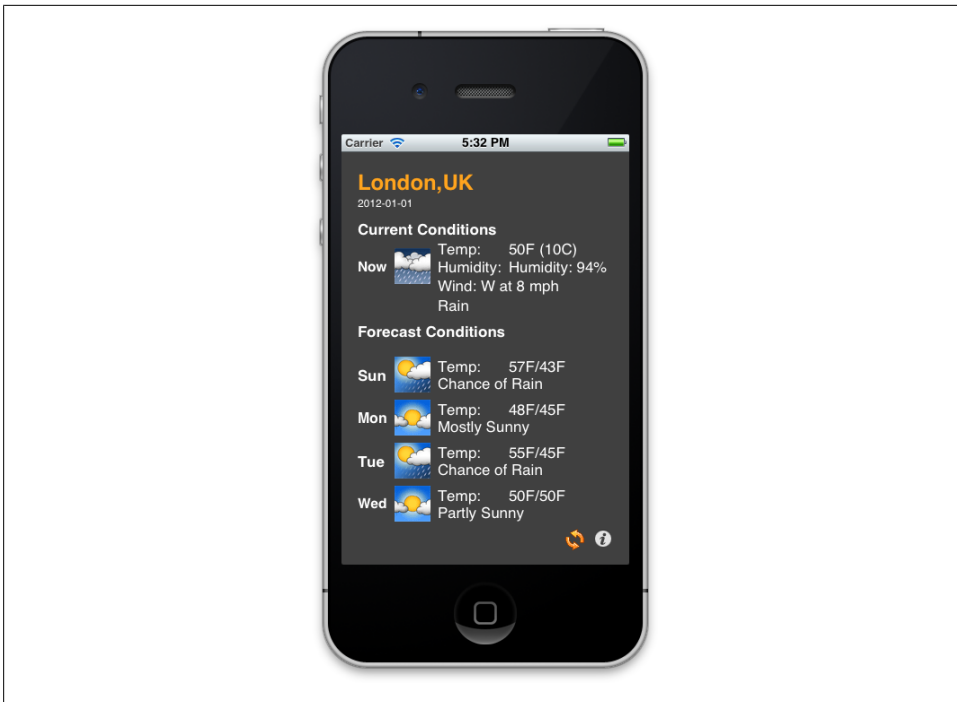 Carrier 5:32 PM
London,UK
2012-01-01
Current Conditions
Now
Temp: 50F (10C)
Humidity: Humidity: 94%
Wind: W at 8 mph
Rain
Forecast Conditions
Sun
Temp: 57F/43F
Chance of Rain
Mon
Temp: 48F/45F
Mostly Sunny
Tue
Temp: 55F/45F
Chance of Rain
Wed
Temp: 50F/50F
Partly Sunny
i